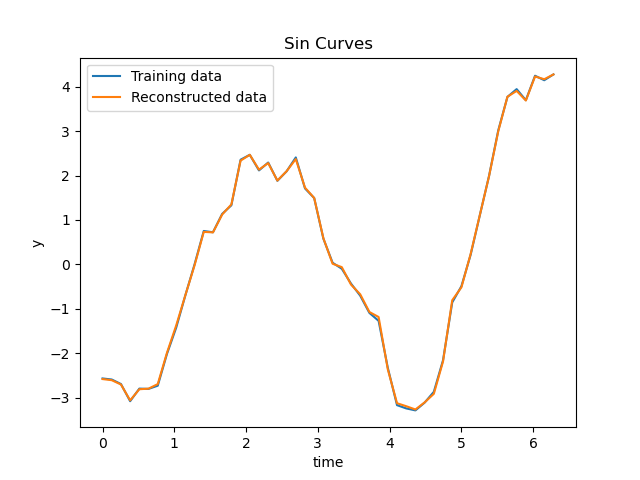 Sin Curves
Training data
Reconstructed data
4
3
2
1
0
−1
−2
−3
y
0 1 2 3 4 5 6
time